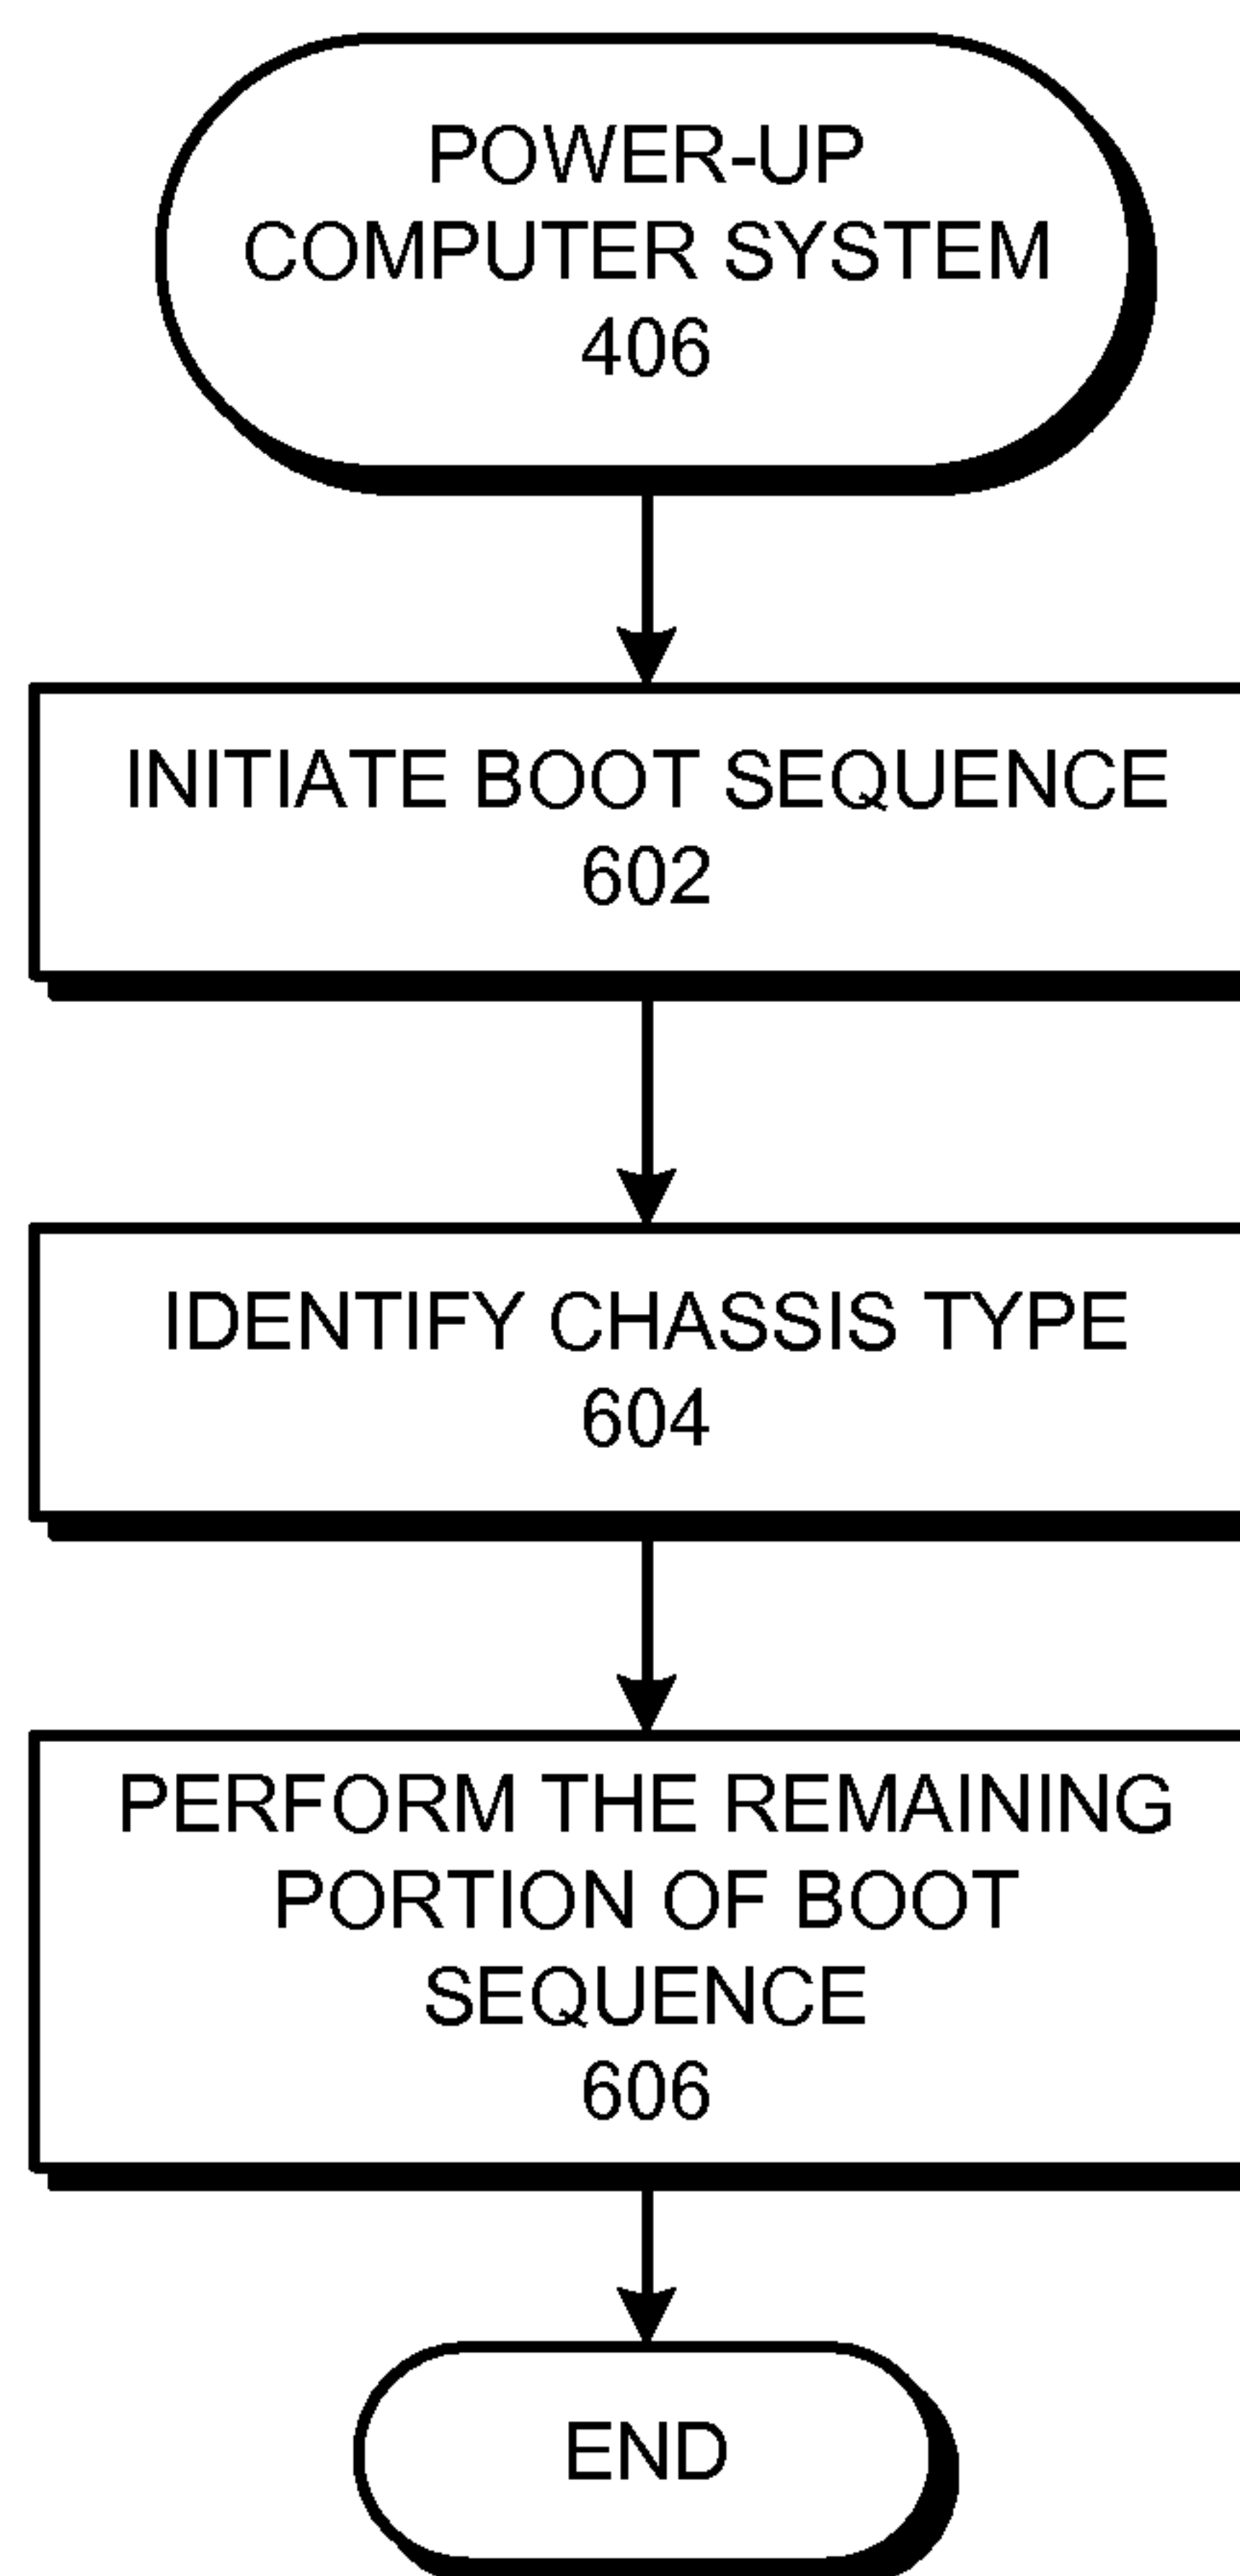 POWER-UP
COMPUTER SYSTEM
406
INITIATE BOOT SEQUENCE
602
IDENTIFY CHASSIS TYPE
604
PERFORM THE REMAINING
PORTION OF BOOT
SEQUENCE
606
END